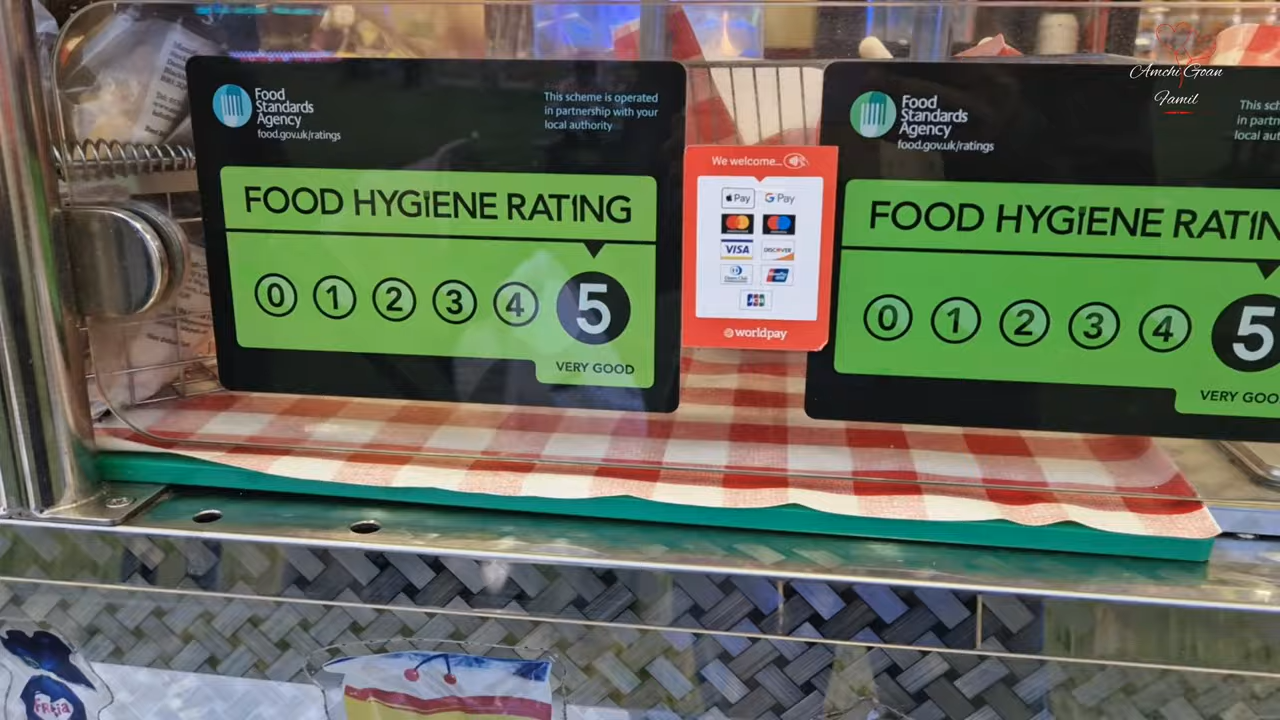 Food
Standards
Agency
food.gov.uk/ratings
This scheme is operated
in partnership with your
local authority
FOOD HYGIENE RATING
0 1 2 3 4 5
VERY GOOD
We welcome...
Pay G Pay
VISA DISCOVER
JCB
worldpay
Food
Standards
Agency
food.gov.uk/ratings
This sch
in partn
local aut
FOOD HYGIENE RATIN
0 1 2 3 4 5
VERY GOO
Amchi Goan
Famil